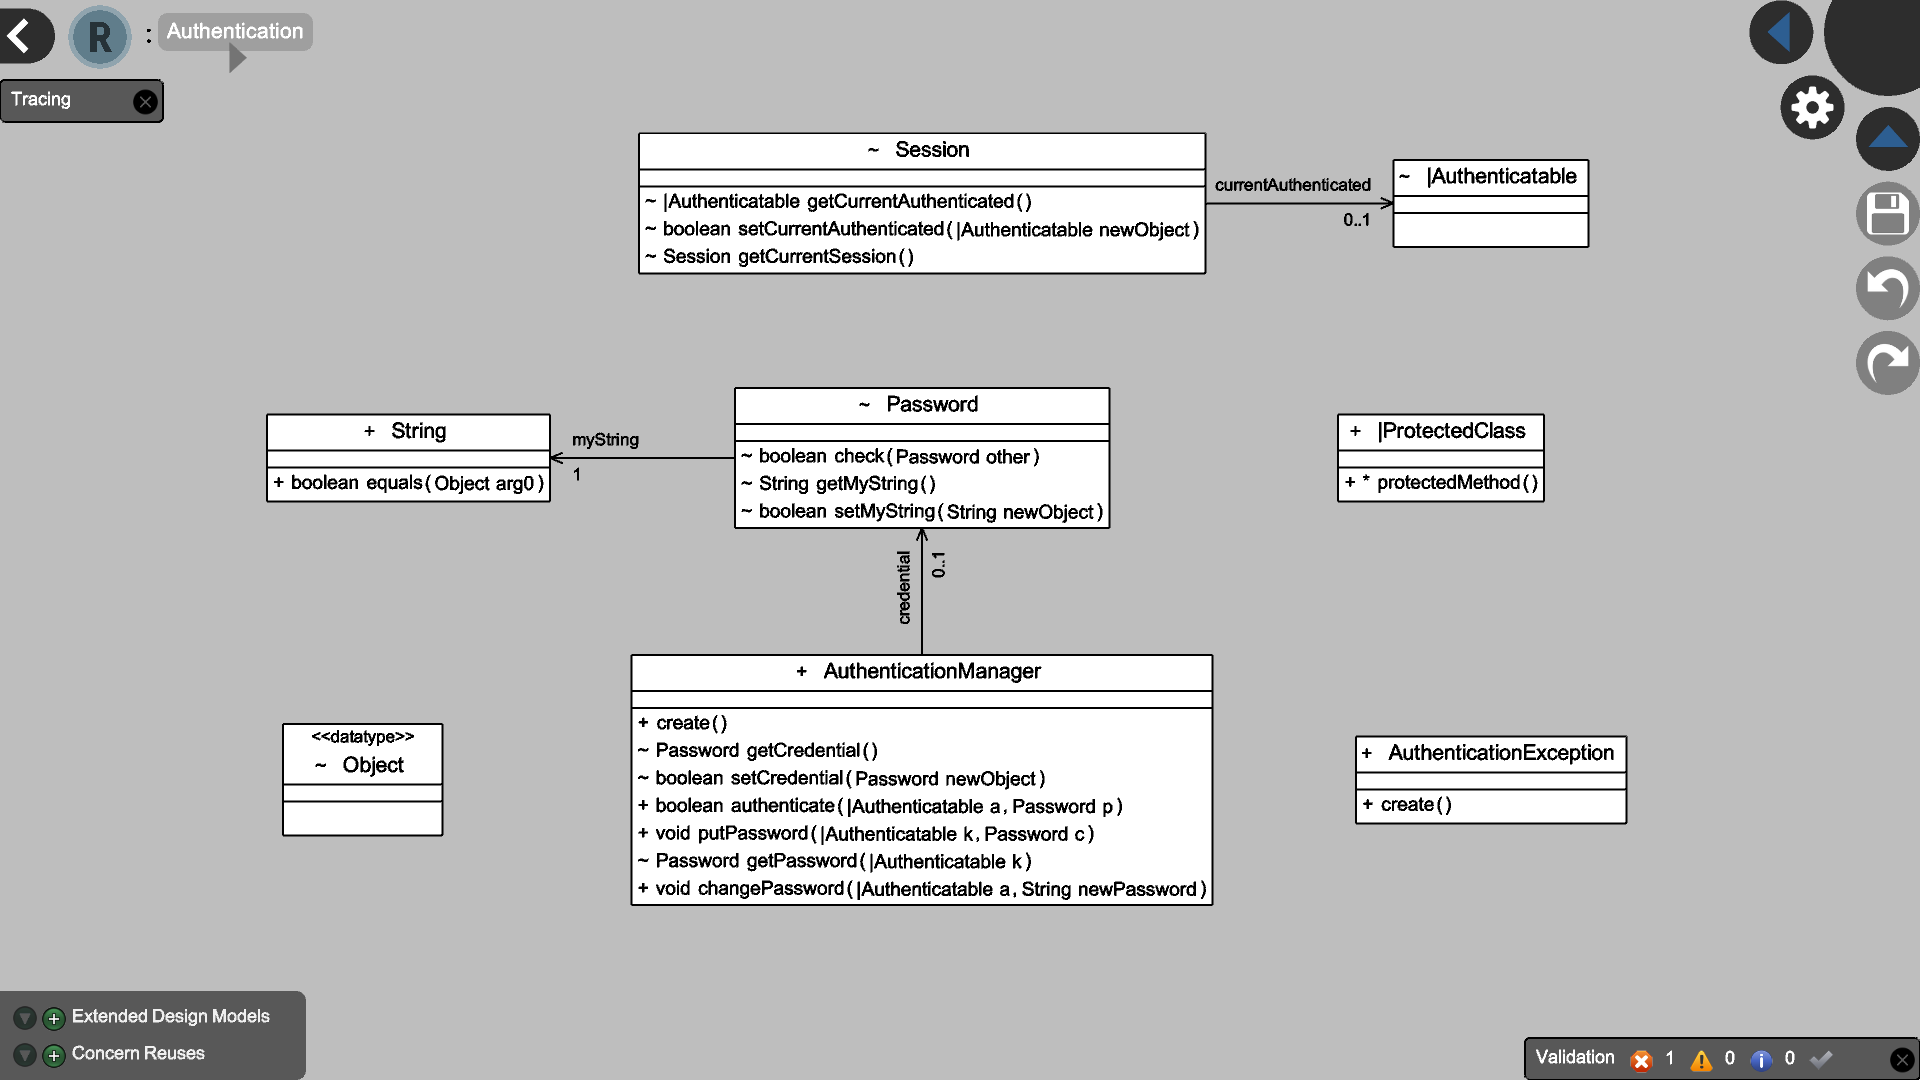 R : Authentication
Tracing
~ Session
~ |Authenticatable getCurrentAuthenticated()
~ boolean setCurrentAuthenticated(|Authenticatable newObject)
~ Session getCurrentSession()
currentAuthenticated
0..1
~ |Authenticatable
+ String
+ boolean equals(Object arg0)
myString
1
~ Password
~ boolean check(Password other)
~ String getMyString()
~ boolean setMyString(String newObject)
+ |ProtectedClass
+ * protectedMethod()
credential
0..1
+ AuthenticationManager
+ create()
~ Password getCredential()
~ boolean setCredential(Password newObject)
+ boolean authenticate(|Authenticatable a, Password p)
+ void putPassword(|Authenticatable k, Password c)
~ Password getPassword(|Authenticatable k)
+ void changePassword(|Authenticatable a, String newPassword)
<<datatype>>
~ Object
+ AuthenticationException
+ create()
Extended Design Models
Concern Reuses
Validation 1 0 0